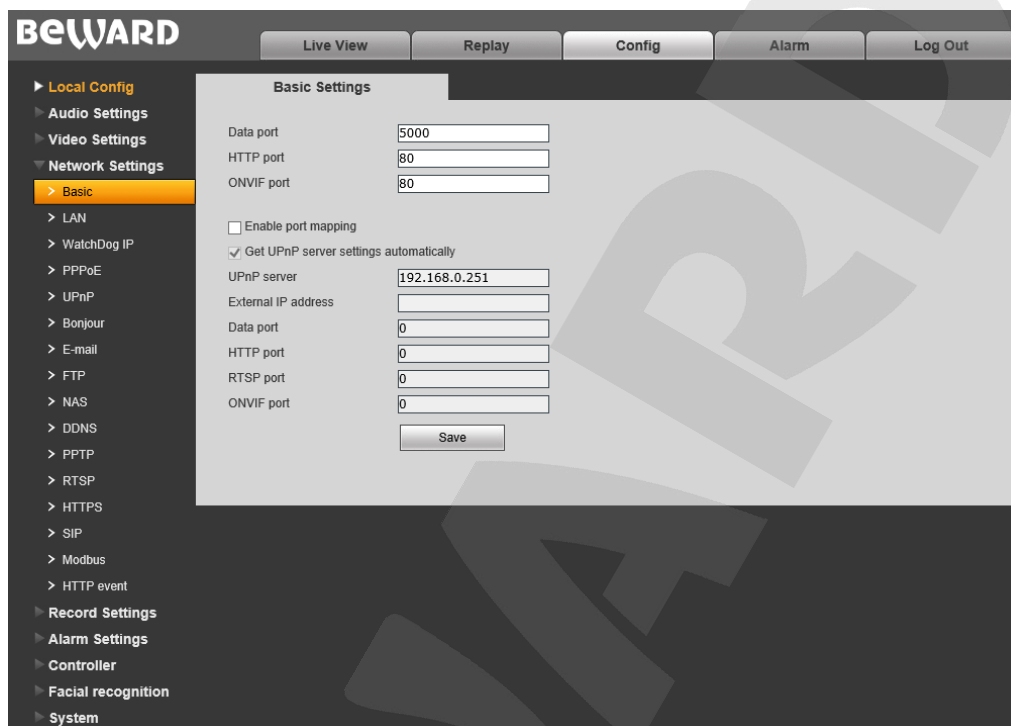 BEWARD
Live View Replay Config Alarm Log Out
Local Config
Audio Settings
Video Settings
Network Settings
> Basic
> LAN
> WatchDog IP
> PPPoE
> UPnP
> Bonjour
> E-mail
> FTP
> NAS
> DDNS
> PPTP
> RTSP
> HTTPS
> SIP
> Modbus
> HTTP event
Record Settings
Alarm Settings
Controller
Facial recognition
System
Basic Settings
Data port 5000
HTTP port 80
ONVIF port 80
Enable port mapping
Get UPnP server settings automatically
UPnP server 192.168.0.251
External IP address
Data port 0
HTTP port 0
RTSP port 0
ONVIF port 0
Save